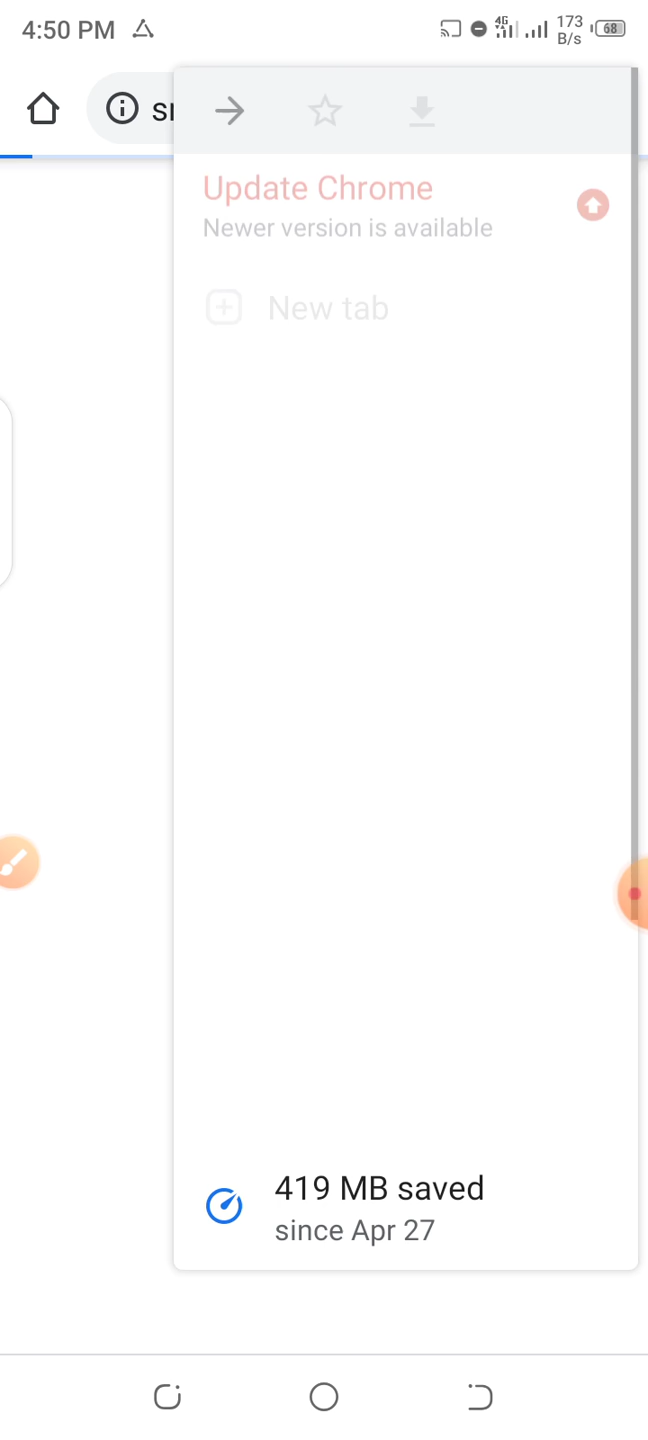 4:50 PM
4G
173
B/s
68
Update Chrome
Newer version is available
New tab
419 MB saved
since Apr 27